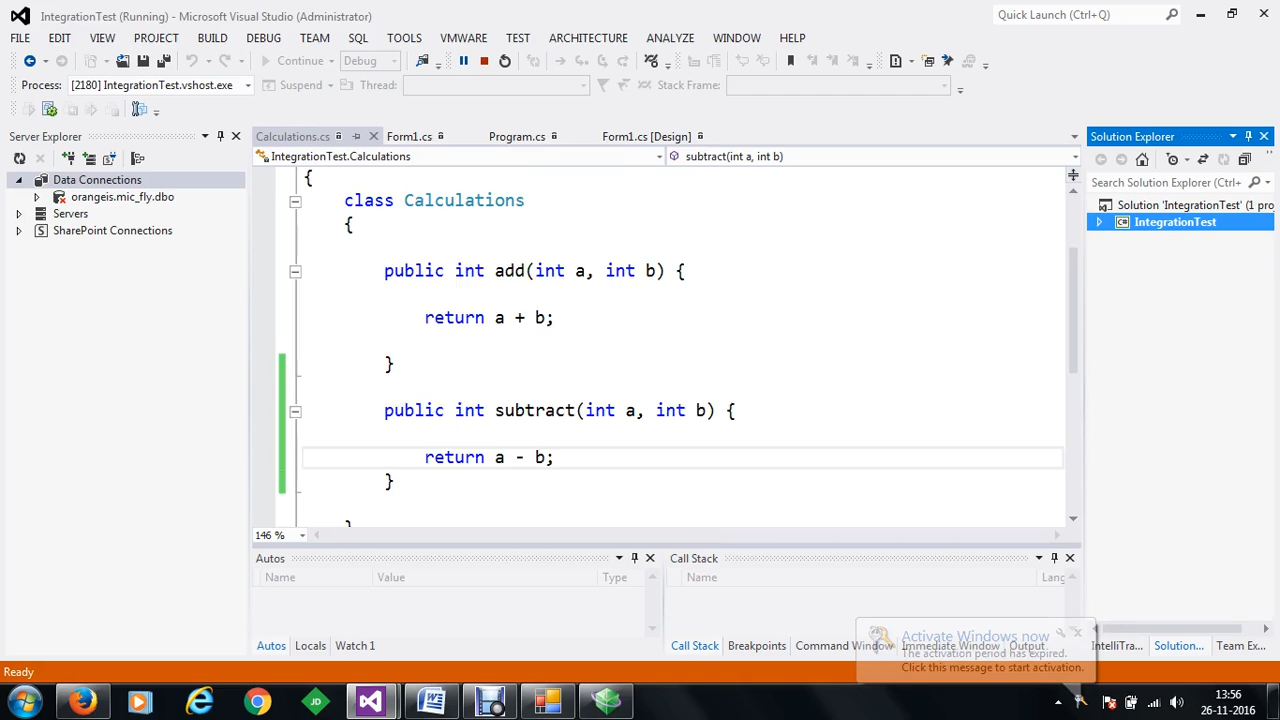 IntegrationTest (Running) - Microsoft Visual Studio (Administrator)
Quick Launch (Ctrl+Q)
FILE EDIT VIEW PROJECT BUILD DEBUG TEAM SQL TOOLS VMWARE TEST ARCHITECTURE ANALYZE WINDOW HELP
Continue Debug
Process: [2180] IntegrationTest.vshost.exe Suspend Thread: Stack Frame:
Server Explorer
Data Connections
orangeis.mic_fly.dbo
Servers
SharePoint Connections
Calculations.cs Form1.cs Program.cs Form1.cs [Design]
IntegrationTest.Calculations subtract(int a, int b)
{
class Calculations
{
public int add(int a, int b) {
return a + b;
}
public int subtract(int a, int b) {
return a - b;
}
}
146 %
Solution Explorer
Search Solution Explorer (Ctrl+
Solution 'IntegrationTest' (1 pro
IntegrationTest
Autos
Name Value Type
Autos Locals Watch 1
Call Stack
Name Lang
Call Stack Breakpoints Command Window Immediate Window Output
IntelliTra... Solution... Team Ex...
Activate Windows now
The activation period has expired.
Click this message to start activation.
Ready
JD
13:56
26-11-2016